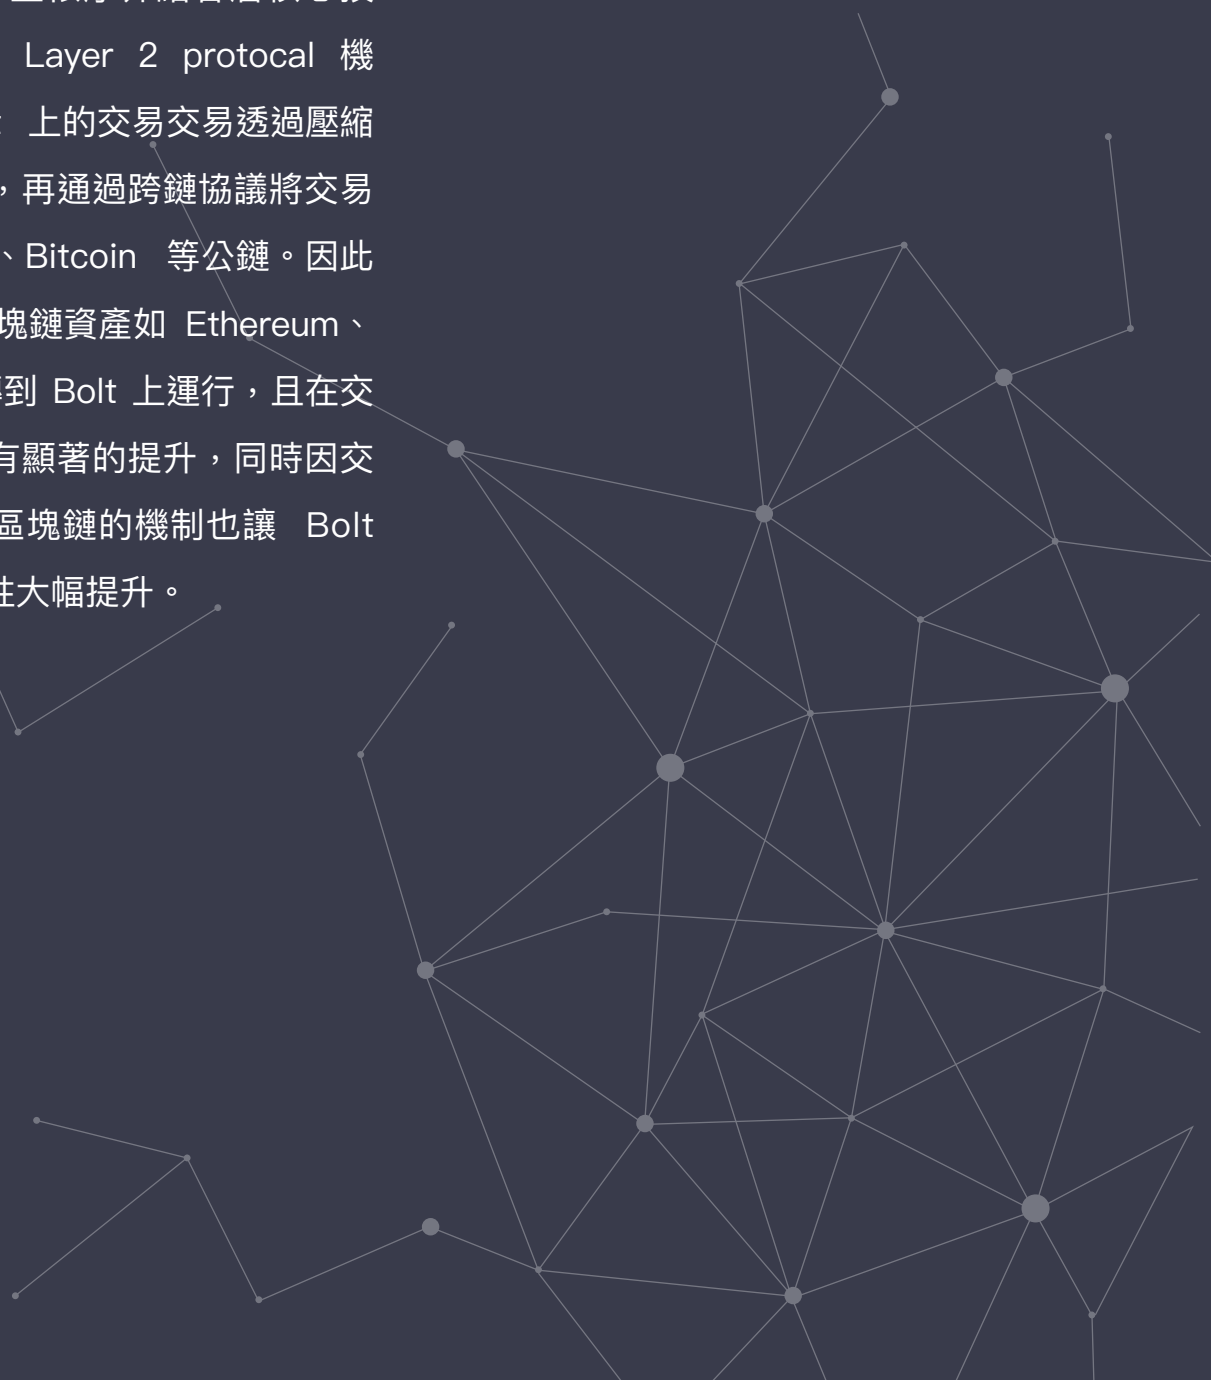 Layer 2 protocal 機
上的交易交易透過壓縮
，再通過跨鏈協議將交易
、Bitcoin 等公鏈。因此
塊鏈資產如 Ethereum、
到 Bolt 上運行，且在交
有顯著的提升，同時因交
區塊鏈的機制也讓 Bolt
大幅提升。